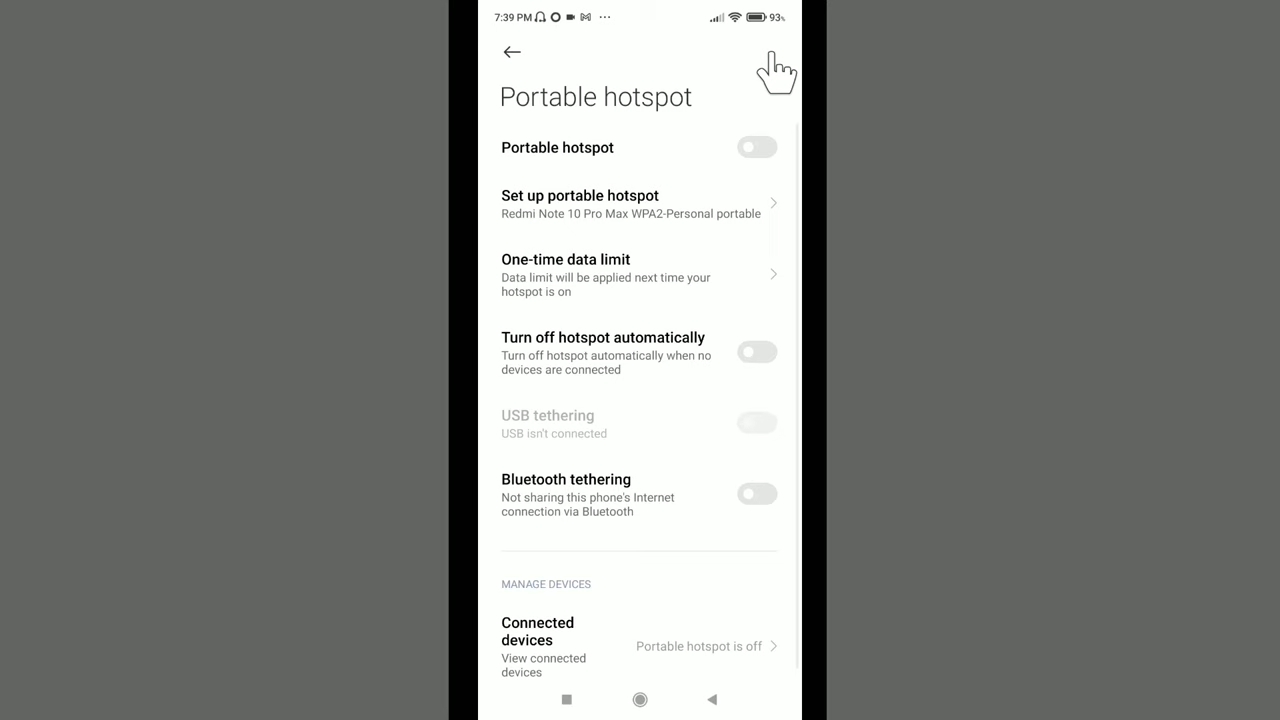 7:39 PM
93%
Portable hotspot
Portable hotspot
Set up portable hotspot
Redmi Note 10 Pro Max WPA2-Personal portable
One-time data limit
Data limit will be applied next time your
hotspot is on
Turn off hotspot automatically
Turn off hotspot automatically when no
devices are connected
USB tethering
USB isn't connected
Bluetooth tethering
Not sharing this phone's Internet
connection via Bluetooth
MANAGE DEVICES
Connected
devices
Portable hotspot is off
View connected
devices